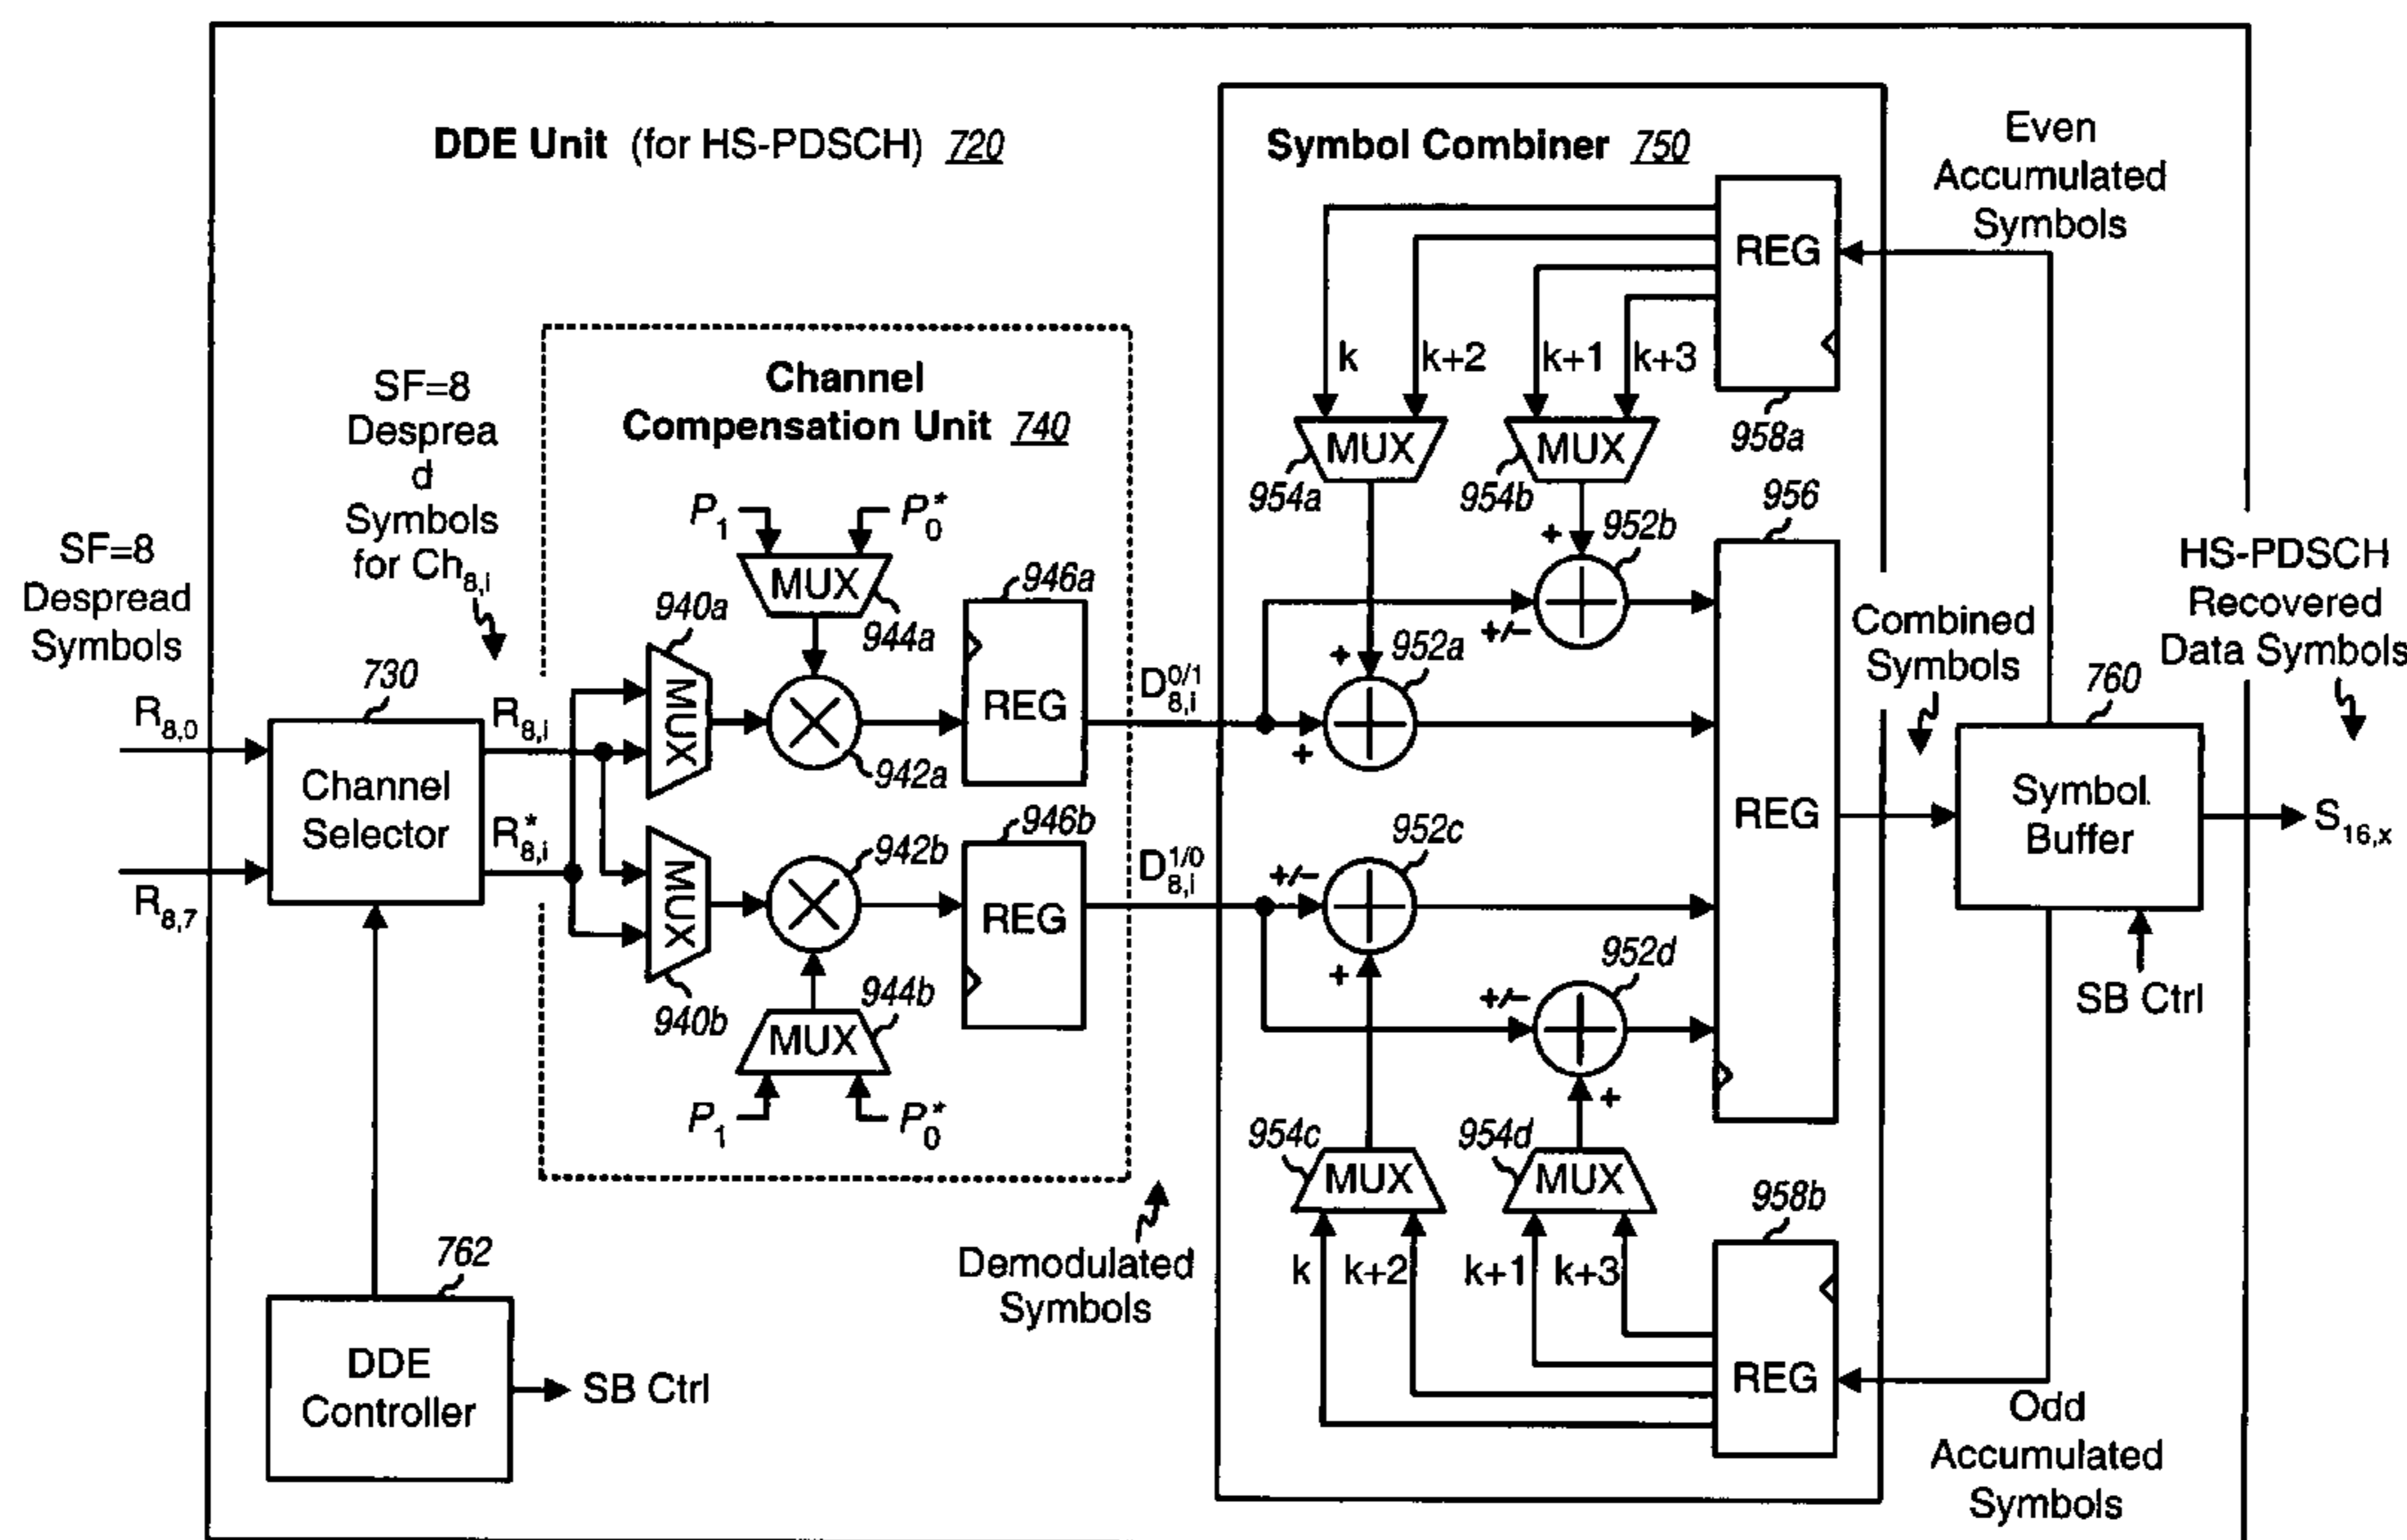 DDE Unit (for HS-PDSCH) 720
Symbol Combiner 750
Even
Accumulated
Symbols
REG
958a
k
k+2
k+1
k+3
MUX
954a
MUX
954b
SF=8
Desprea
d
Symbols
for Ch8,i
Channel
Compensation Unit 740
P1
P0*
MUX
944a
940a
MUX
942a
946a
REG
SF=8
Despread
Symbols
R8,0
R8,7
730
Channel
Selector
R8,i
R*8,i
MUX
940b
942b
946b
REG
944b
MUX
P1
P0*
D8,i0/1
D8,i1/0
+
952b
+/-
+
952a
+
956
REG
+/-
952c
+
+/-
952d
+
954c
MUX
954d
MUX
k
k+2
k+1
k+3
958b
REG
Combined
Symbols
760
Symbol
Buffer
SB Ctrl
HS-PDSCH
Recovered
Data Symbols
S16,x
762
DDE
Controller
SB Ctrl
Demodulated
Symbols
Odd
Accumulated
Symbols